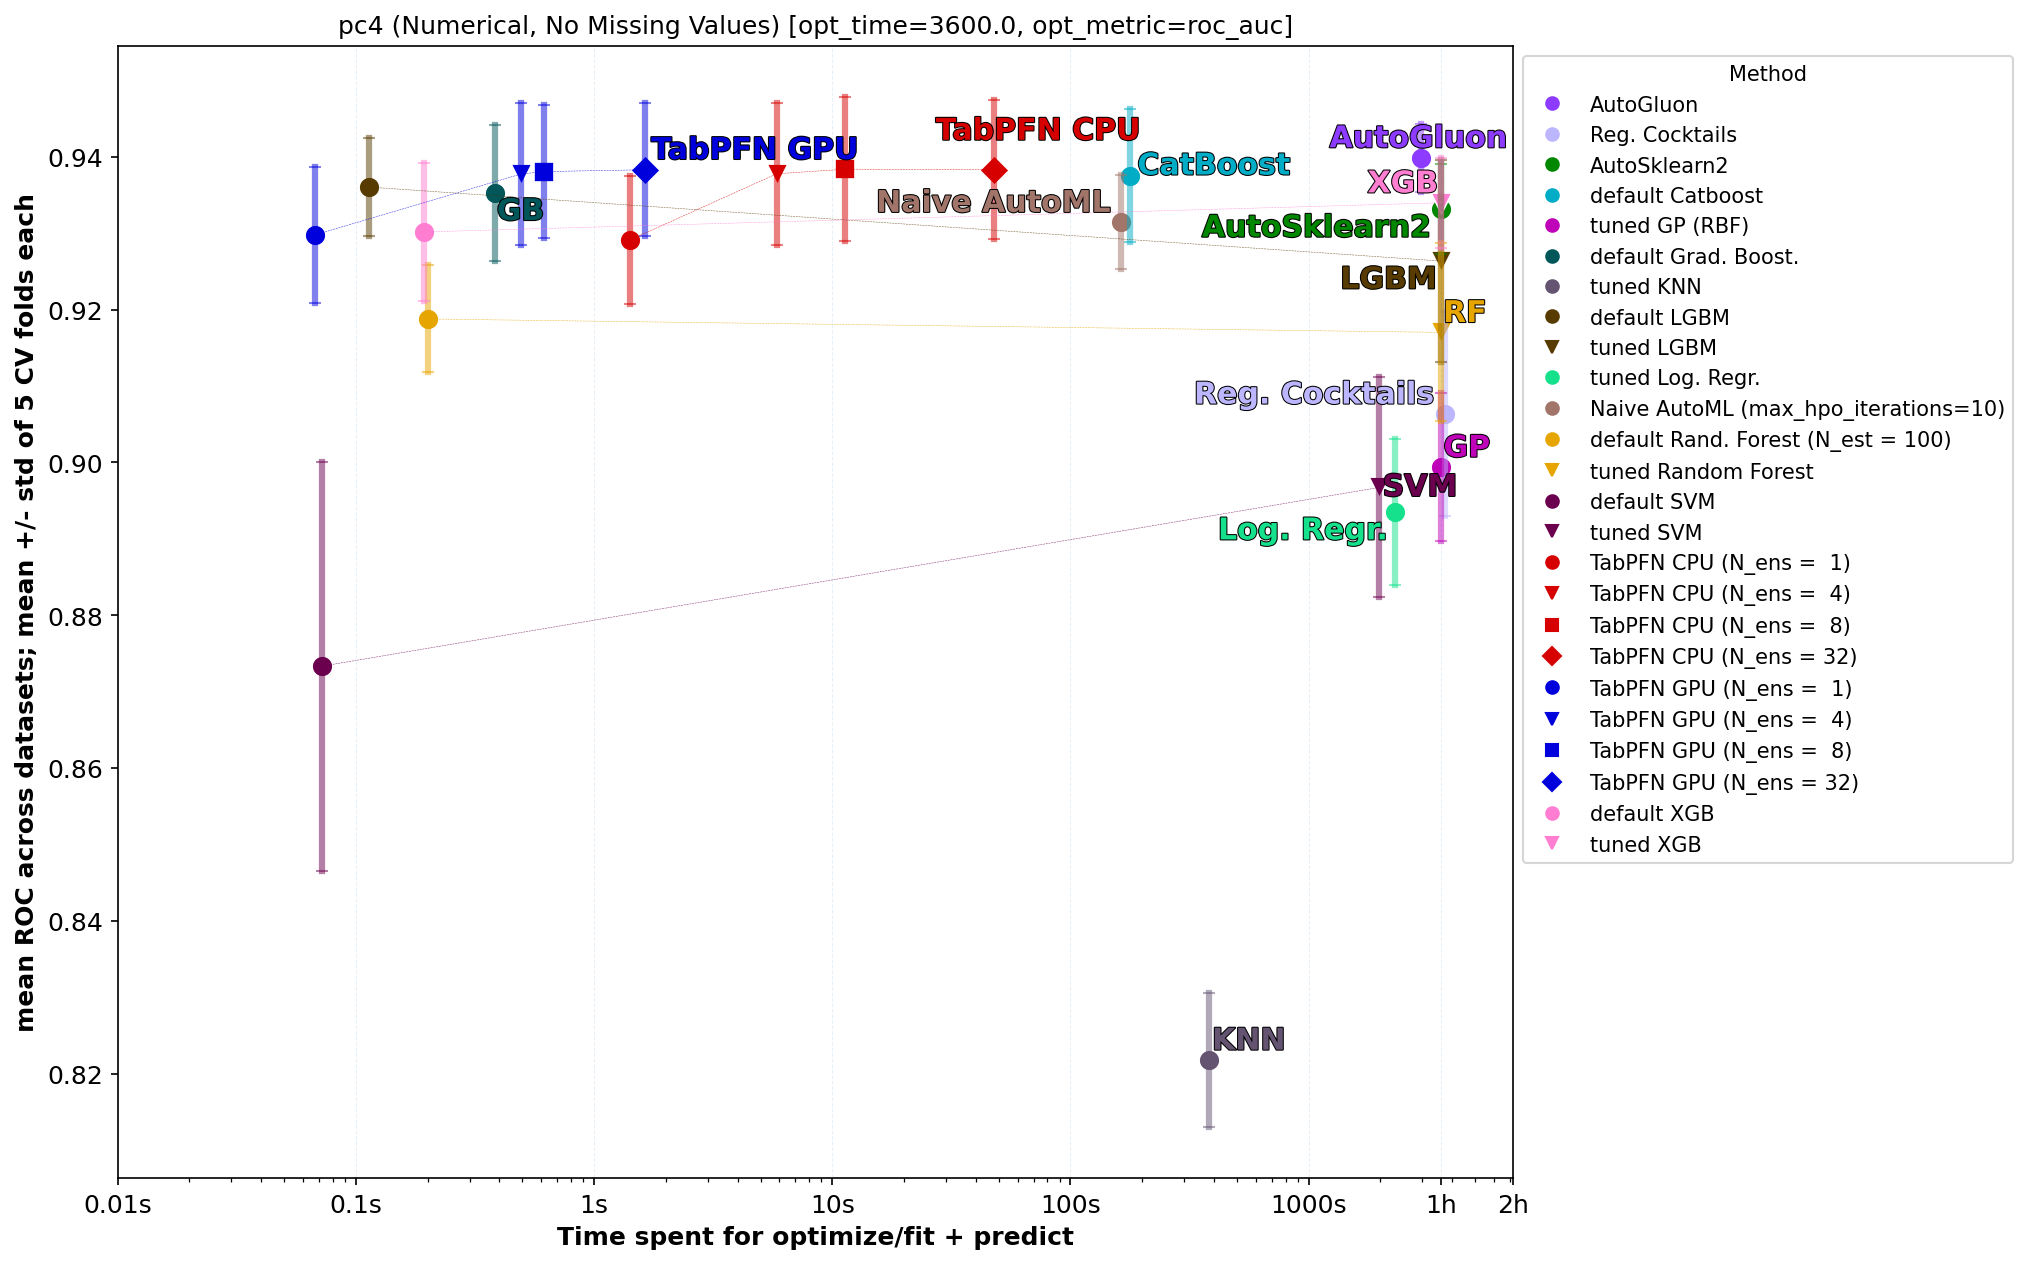 pc4 (Numerical, No Missing Values) [opt_time=3600.0, opt_metric=roc_auc]
mean ROC across datasets; mean +/- std of 5 CV folds each
0.94
0.92
0.90
0.88
0.86
0.84
0.82
TabPFN GPU
TabPFN CPU
AutoGluon
CatBoost
XGB
GB
Naive AutoML
AutoSklearn2
LGBM
RF
Reg. Cocktails
GP
SVM
Log. Regr.
KNN
0.01s
0.1s
1s
10s
100s
1000s
1h
2h
Time spent for optimize/fit + predict
Method
AutoGluon
Reg. Cocktails
AutoSklearn2
default Catboost
tuned GP (RBF)
default Grad. Boost.
tuned KNN
default LGBM
tuned LGBM
tuned Log. Regr.
Naive AutoML (max_hpo_iterations=10)
default Rand. Forest (N_est = 100)
tuned Random Forest
default SVM
tuned SVM
TabPFN CPU (N_ens =  1)
TabPFN CPU (N_ens =  4)
TabPFN CPU (N_ens =  8)
TabPFN CPU (N_ens = 32)
TabPFN GPU (N_ens =  1)
TabPFN GPU (N_ens =  4)
TabPFN GPU (N_ens =  8)
TabPFN GPU (N_ens = 32)
default XGB
tuned XGB